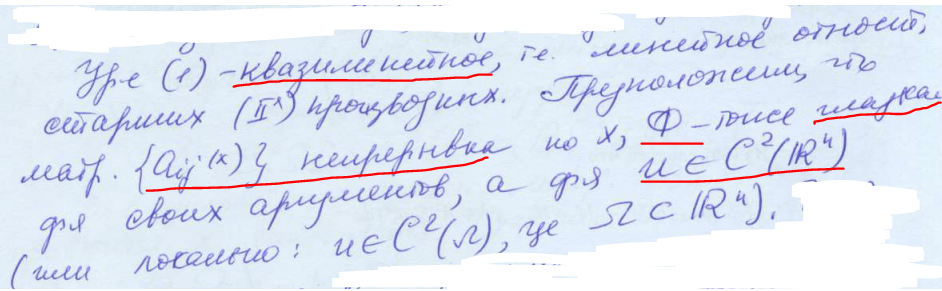 Ур-е (1) - квазилинейное, т.е. линейное относит.
старших (II^х) производных. Предположим, что
матр. {a_ij(x)} непрерывна по x, Φ - тоже гладкая
ф-я своих аргументов, а ф-я u ∈ C²(ℝⁿ)
(или локально: u ∈ C²(Ω), где Ω ⊂ ℝⁿ).